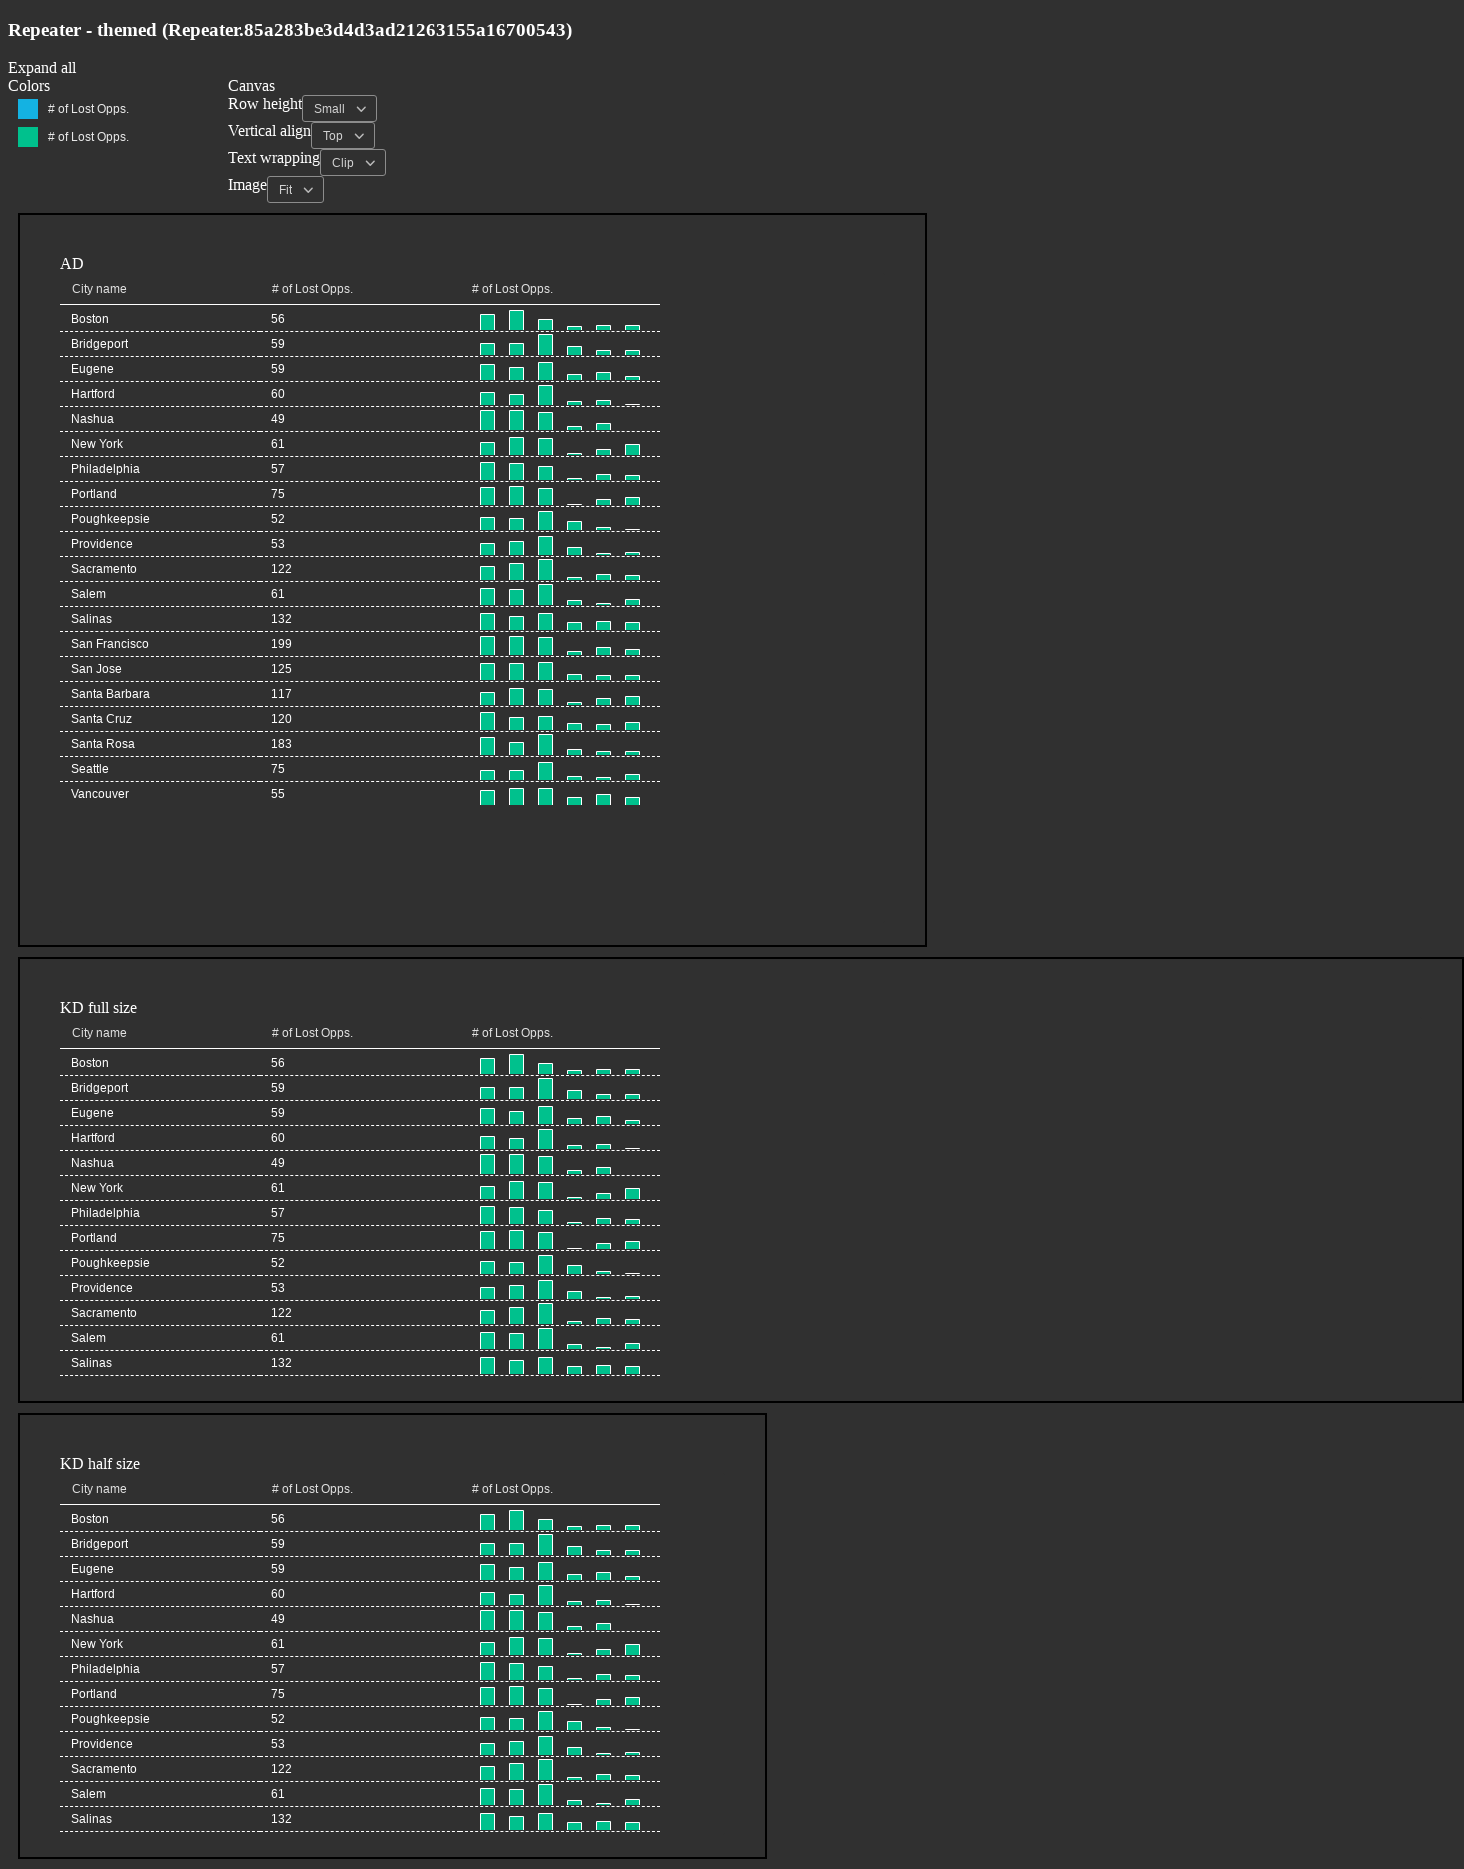 Repeater - themed (Repeater.85a283be3d4d3ad21263155a16700543)
Expand all
Colors
# of Lost Opps.
# of Lost Opps.
Canvas
Row height Small
Vertical align Top
Text wrapping Clip
Image Fit
AD
City name # of Lost Opps. # of Lost Opps.
Boston 56
Bridgeport 59
Eugene 59
Hartford 60
Nashua 49
New York 61
Philadelphia 57
Portland 75
Poughkeepsie 52
Providence 53
Sacramento 122
Salem 61
Salinas 132
San Francisco 199
San Jose 125
Santa Barbara 117
Santa Cruz 120
Santa Rosa 183
Seattle 75
Vancouver 55
KD full size
City name # of Lost Opps. # of Lost Opps.
Boston 56
Bridgeport 59
Eugene 59
Hartford 60
Nashua 49
New York 61
Philadelphia 57
Portland 75
Poughkeepsie 52
Providence 53
Sacramento 122
Salem 61
Salinas 132
KD half size
City name # of Lost Opps. # of Lost Opps.
Boston 56
Bridgeport 59
Eugene 59
Hartford 60
Nashua 49
New York 61
Philadelphia 57
Portland 75
Poughkeepsie 52
Providence 53
Sacramento 122
Salem 61
Salinas 132